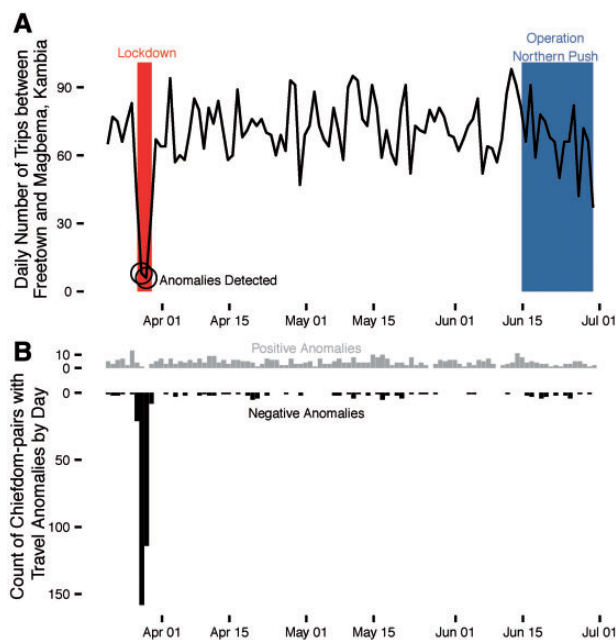 A
Lockdown
Operation
Northern Push
Daily Number of Trips between
Freetown and Magbema, Kambia
90
60
30
0
Anomalies Detected
Apr 01 Apr 15 May 01 May 15 Jun 01 Jun 15 Jul 01
B
Positive Anomalies
10
0
0
Negative Anomalies
Count of Chiefdom-pairs with
Travel Anomalies by Day
50
100
150
Apr 01 Apr 15 May 01 May 15 Jun 01 Jun 15 Jul 01